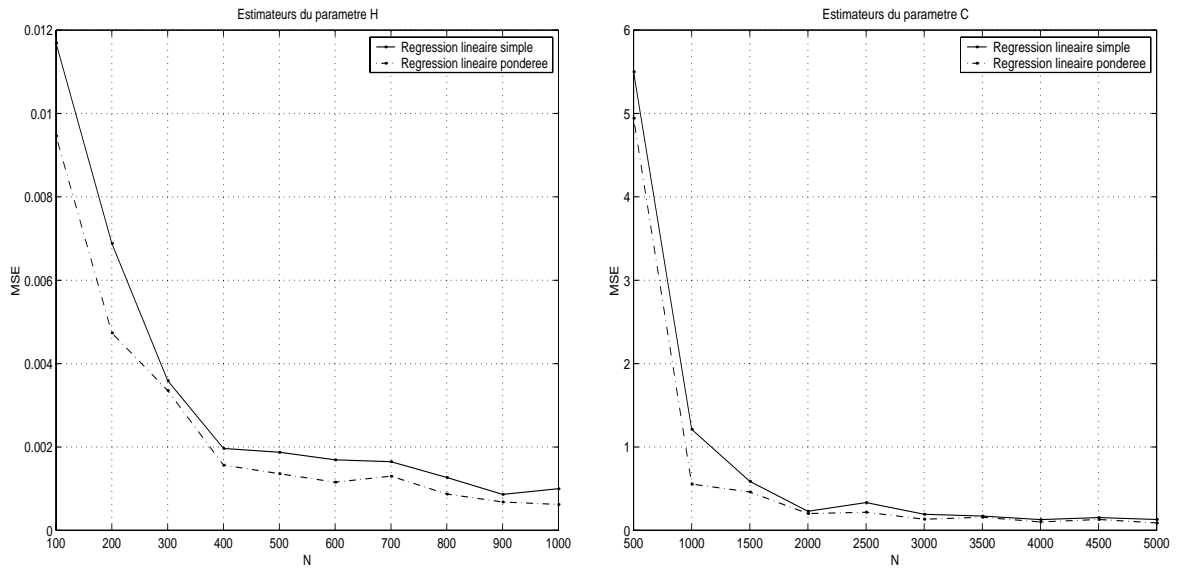 Estimateurs du parametre H
Regression lineaire simple
Regression lineaire ponderee
MSE
0.012
0.01
0.008
0.006
0.004
0.002
0
100 200 300 400 500 600 700 800 900 1000
N
Estimateurs du parametre C
Regression lineaire simple
Regression lineaire ponderee
MSE
6
5
4
3
2
1
0
500 1000 1500 2000 2500 3000 3500 4000 4500 5000
N